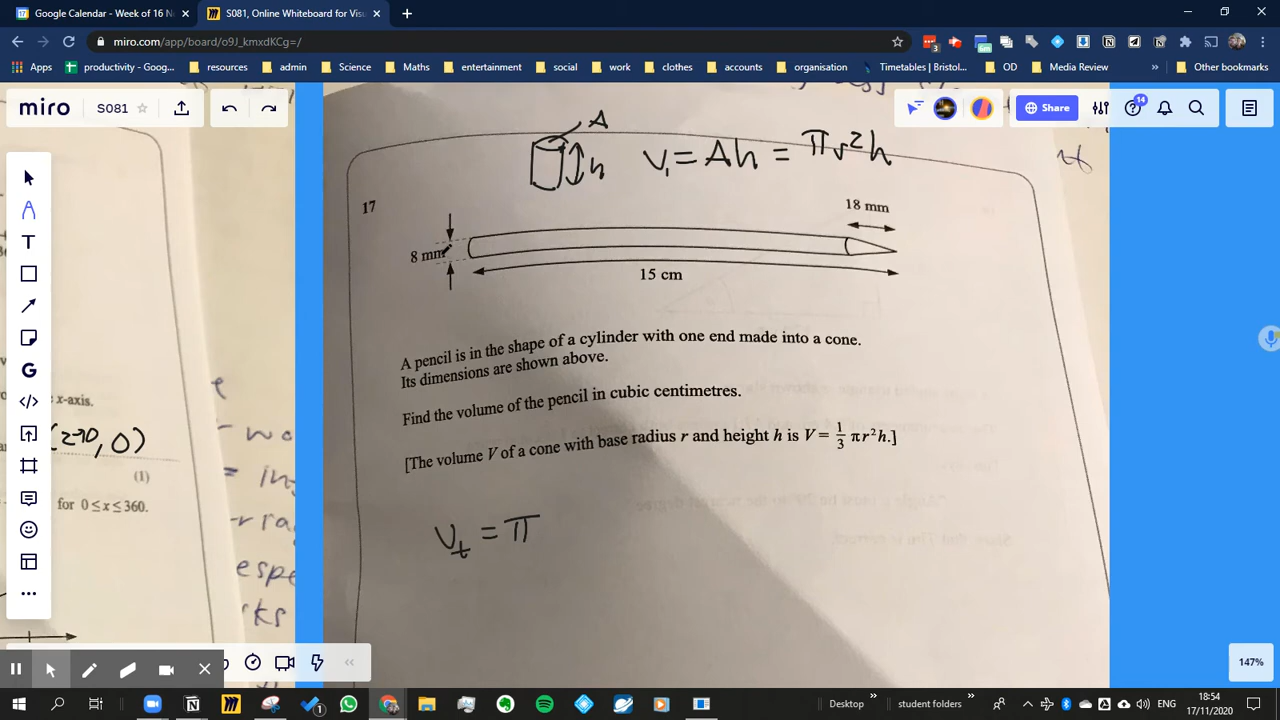 Google Calendar - Week of 16 N
S081, Online Whiteboard for Visu
miro.com/app/board/o9J_kmxdKCg=/
Apps
productivity - Goog...
resources
admin
Science
Maths
entertainment
social
work
clothes
accounts
organisation
Timetables | Bristol...
OD
Media Review
Other bookmarks
miro
S081
Share
14
A
h
V₁ = Ah = πr²h
17
18 mm
8 mm
15 cm
A pencil is in the shape of a cylinder with one end made into a cone.
Its dimensions are shown above.
Find the volume of the pencil in cubic centimetres.
[The volume V of a cone with base radius r and height h is V = 1/3 πr²h.]
Vt = π
x-axis.
, 0)
(1)
for 0 ≤ x ≤ 360.
147%
Desktop
student folders
ENG
18:54
17/11/2020